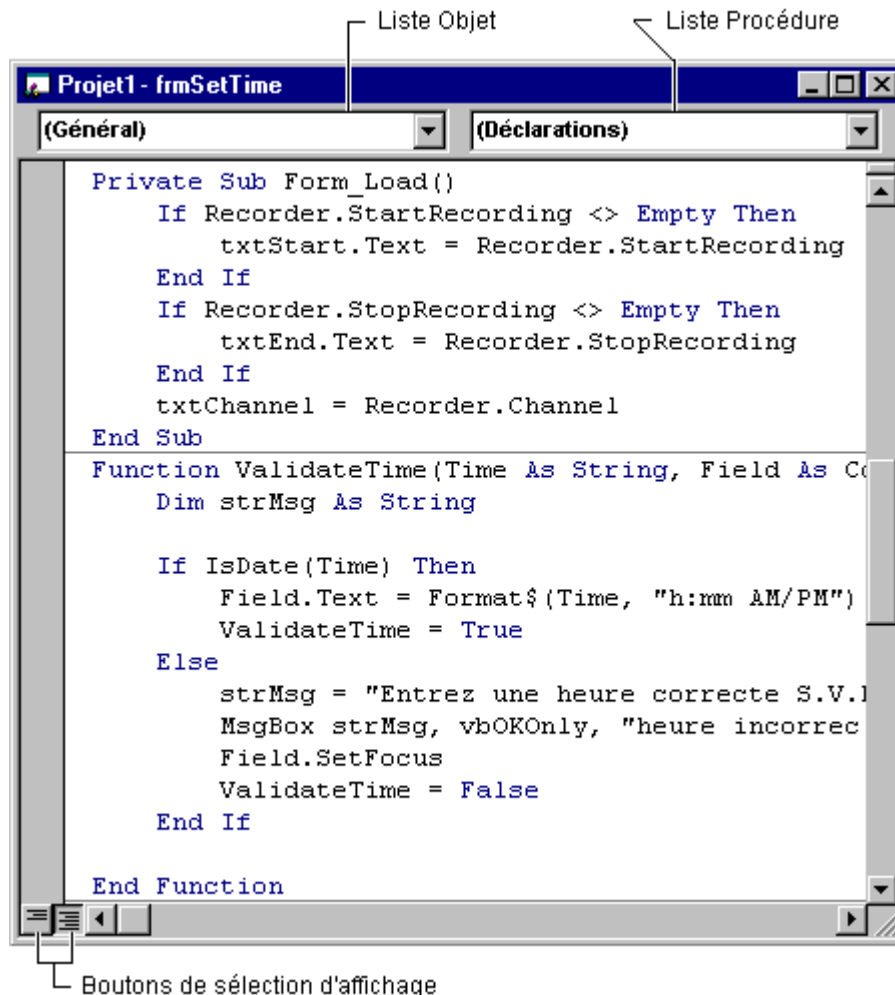 Liste Objet Liste Procédure
Projet1 - frmSetTime
(Général) (Déclarations)
Private Sub Form_Load()
If Recorder.StartRecording <> Empty Then
txtStart.Text = Recorder.StartRecording
End If
If Recorder.StopRecording <> Empty Then
txtEnd.Text = Recorder.StopRecording
End If
txtChannel = Recorder.Channel
End Sub
Function ValidateTime(Time As String, Field As
Dim strMsg As String
If IsDate(Time) Then
Field.Text = Format$(Time, "h:mm AM/PM")
ValidateTime = True
Else
strMsg = "Entrez une heure correcte
MsgBox strMsg, vbOKOnly, "heure
Field.SetFocus
ValidateTime = False
End If
End Function
Boutons de sélection d'affichage